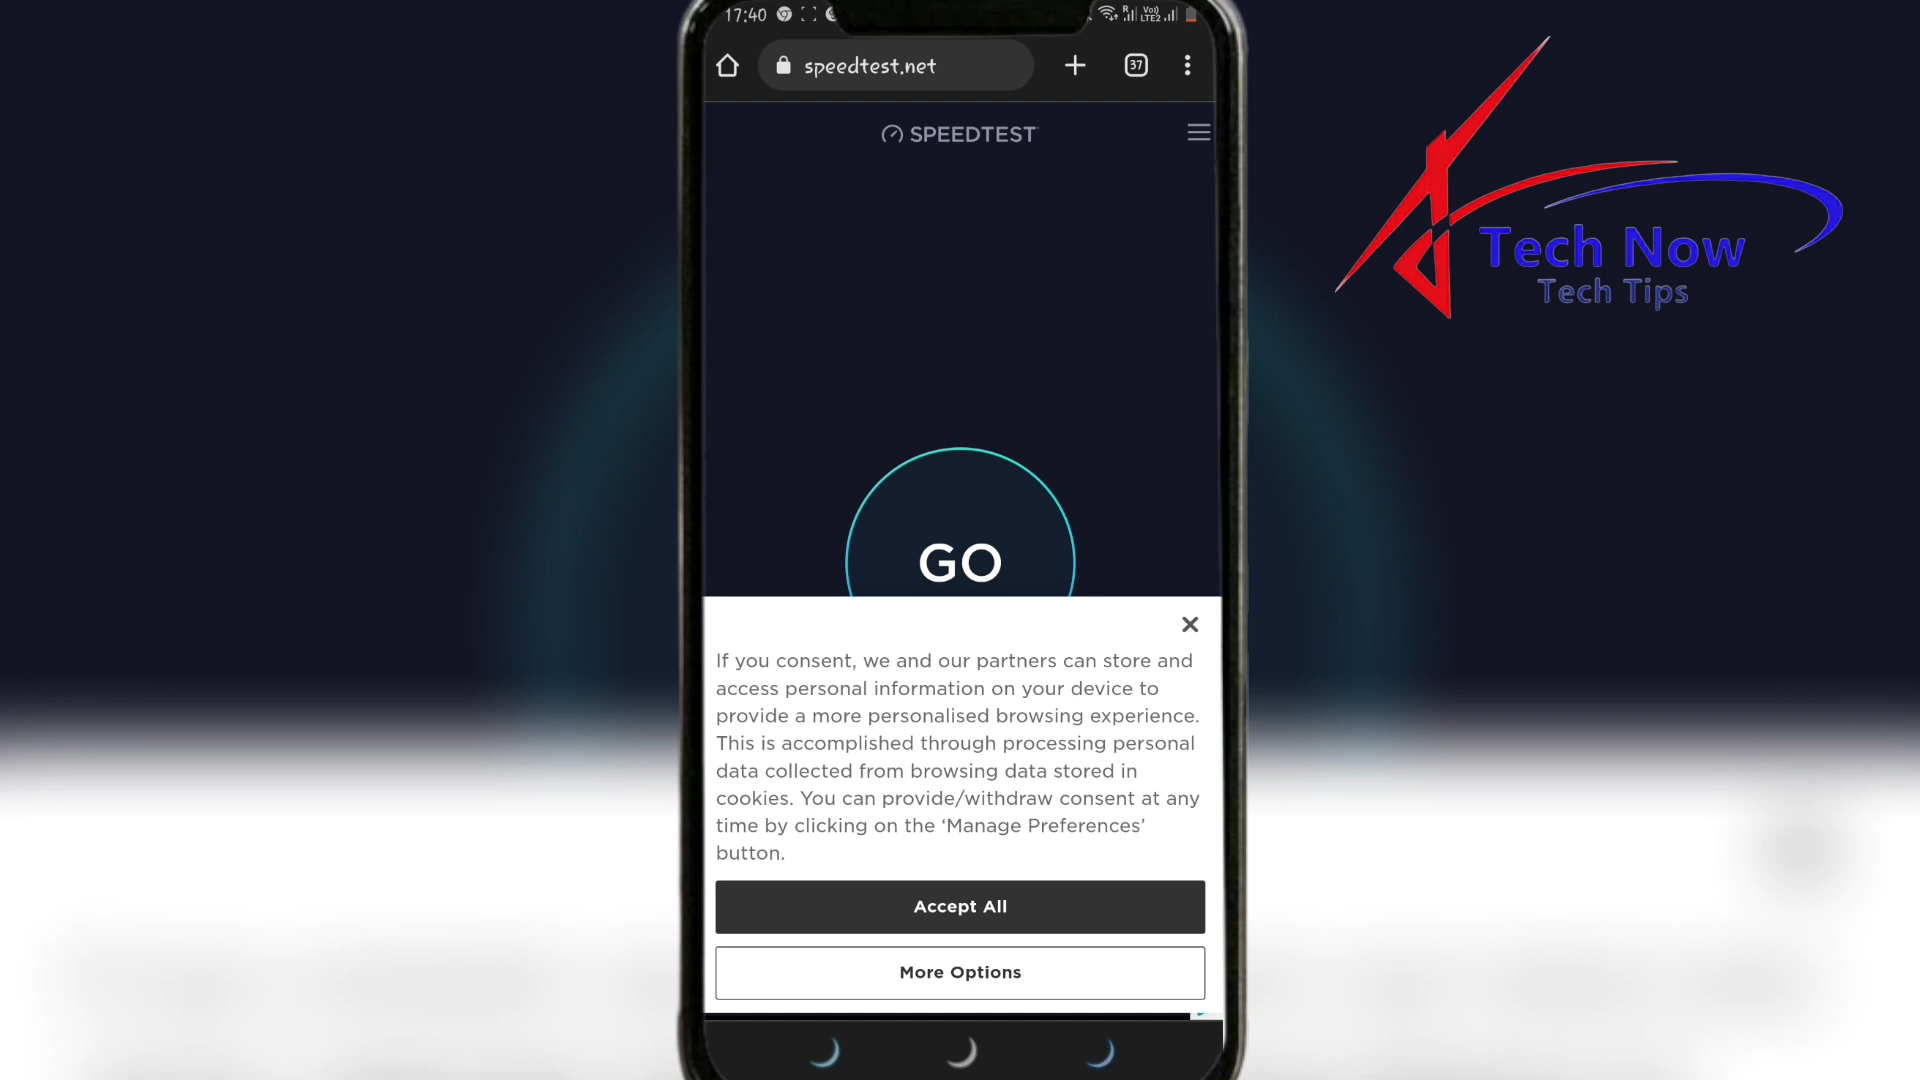 17:40
R
Vo))
LTE2
speedtest.net
37
SPEEDTEST
GO
If you consent, we and our partners can store and
access personal information on your device to
provide a more personalised browsing experience.
This is accomplished through processing personal
data collected from browsing data stored in
cookies. You can provide/withdraw consent at any
time by clicking on the ‘Manage Preferences’
button.
Accept All
More Options
Tech Now
Tech Tips